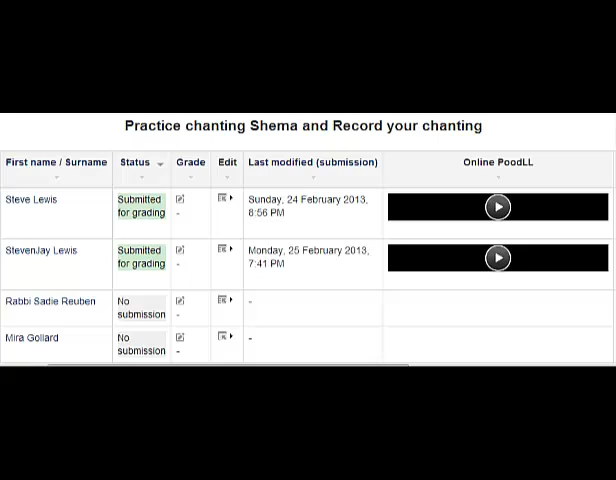 Practice chanting Shema and Record your chanting
First name / Surname Status Grade Edit Last modified (submission) Online PoodLL
Steve Lewis Submitted Sunday, 24 February 2013,
for grading - 8:56 PM
StevenJay Lewis Submitted Monday, 25 February 2013,
for grading - 7:41 PM
Rabbi Sadie Reuben No -
submission -
Mira Gollard No -
submission -